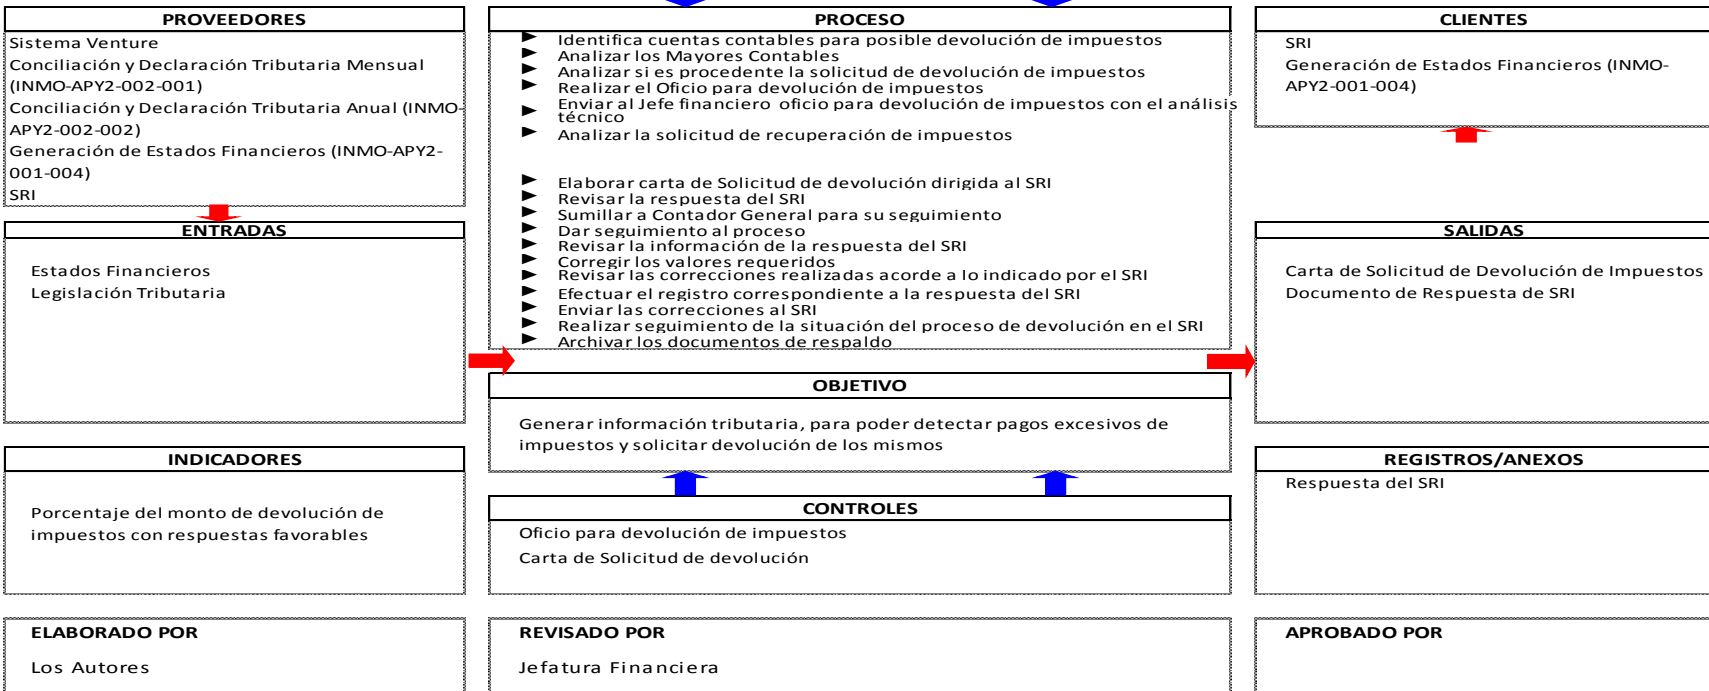 PROVEEDORES
Sistema Venture
Conciliación y Declaración Tributaria Mensual
(INMO-APY2-002-001)
Conciliación y Declaración Tributaria Anual (INMO-
APY2-002-002)
Generación de Estados Financieros (INMO-APY2-
001-004)
SRI
ENTRADAS
Estados Financieros
Legislación Tributaria
INDICADORES
Porcentaje del monto de devolución de
impuestos con respuestas favorables
ELABORADO POR
Los Autores
PROCESO
► Identifica cuentas contables para posible devolución de impuestos
► Analizar los Mayores Contables
► Analizar si es procedente la solicitud de devolución de impuestos
► Realizar el Oficio para devolución de impuestos
► Enviar al Jefe financiero oficio para devolución de impuestos con el análisis
técnico
► Analizar la solicitud de recuperación de impuestos
► Elaborar carta de Solicitud de devolución dirigida al SRI
► Revisar la respuesta del SRI
► Sumillar a Contador General para su seguimiento
► Dar seguimiento al proceso
► Revisar la información de la respuesta del SRI
► Corregir los valores requeridos
► Revisar las correcciones realizadas acorde a lo indicado por el SRI
► Efectuar el registro correspondiente a la respuesta del SRI
► Enviar las correcciones al SRI
► Realizar seguimiento de la situación del proceso de devolución en el SRI
► Archivar los documentos de respaldo
OBJETIVO
Generar información tributaria, para poder detectar pagos excesivos de
impuestos y solicitar devolución de los mismos
CONTROLES
Oficio para devolución de impuestos
Carta de Solicitud de devolución
REVISADO POR
Jefatura Financiera
CLIENTES
SRI
Generación de Estados Financieros (INMO-
APY2-001-004)
SALIDAS
Carta de Solicitud de Devolución de Impuestos
Documento de Respuesta de SRI
REGISTROS/ANEXOS
Respuesta del SRI
APROBADO POR